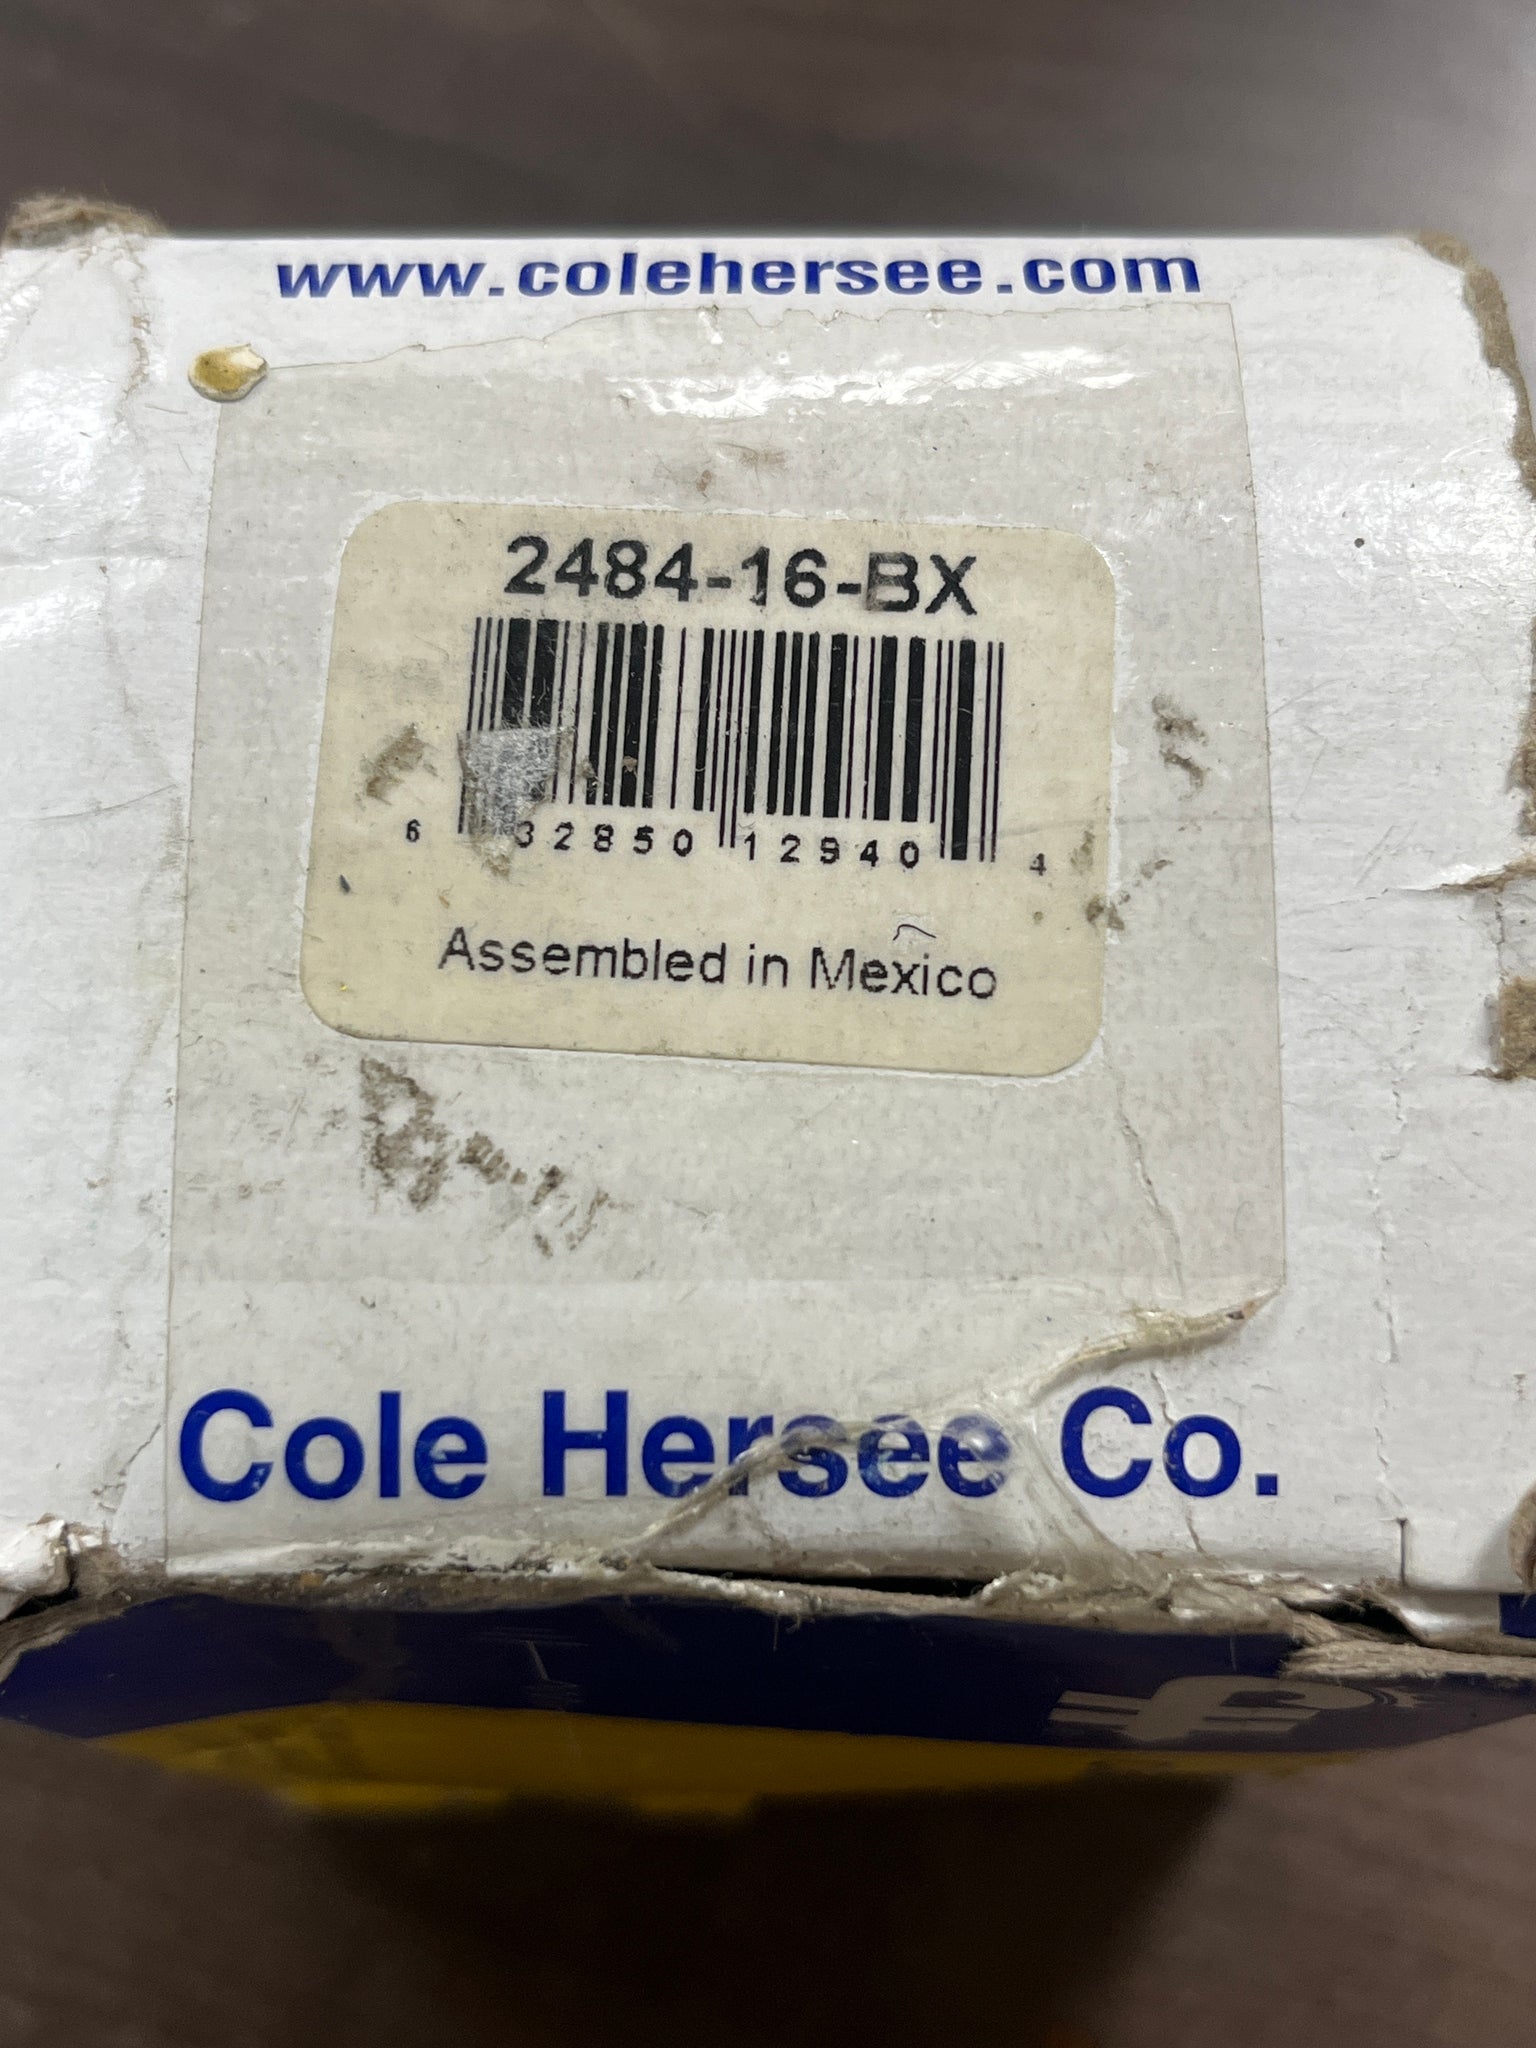 www.colehersee.com
2484-16-BX
6 32850 12940 4
Assembled in Mexico
Cole Hersee Co.